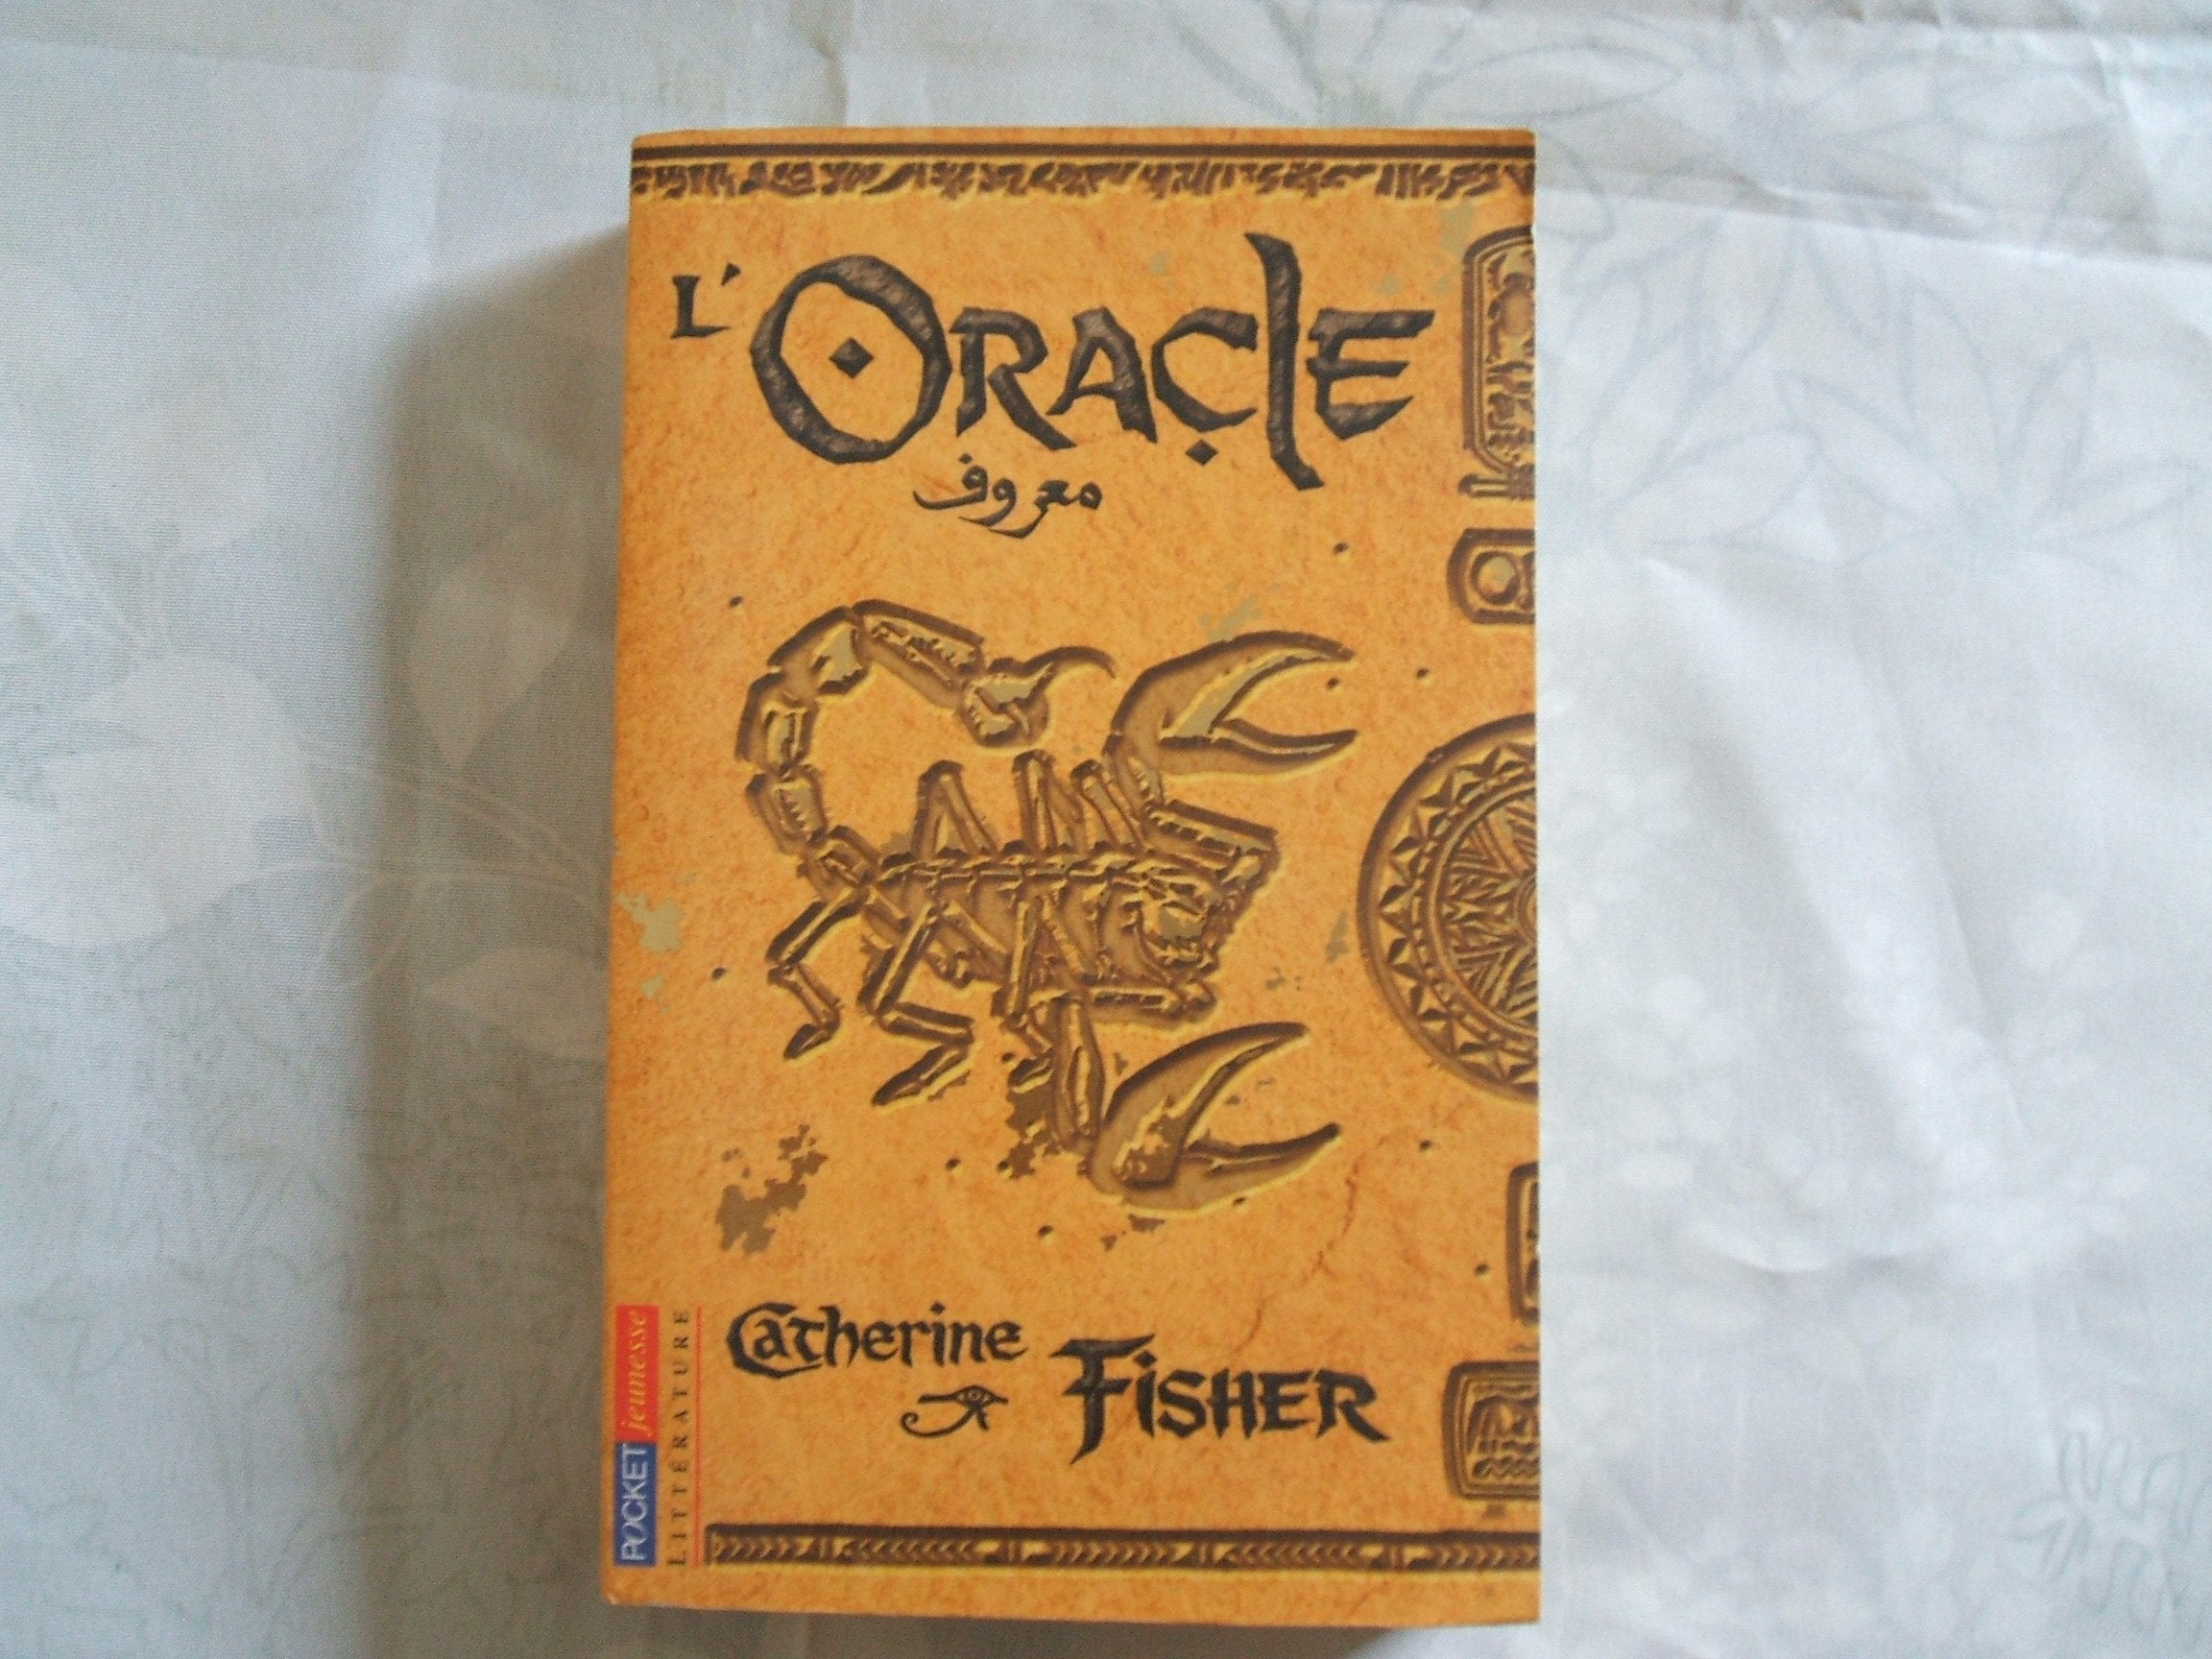 L'ORACLE
معروف
Catherine
FISHER
POCKET jeunesse
LITTÉRATURE